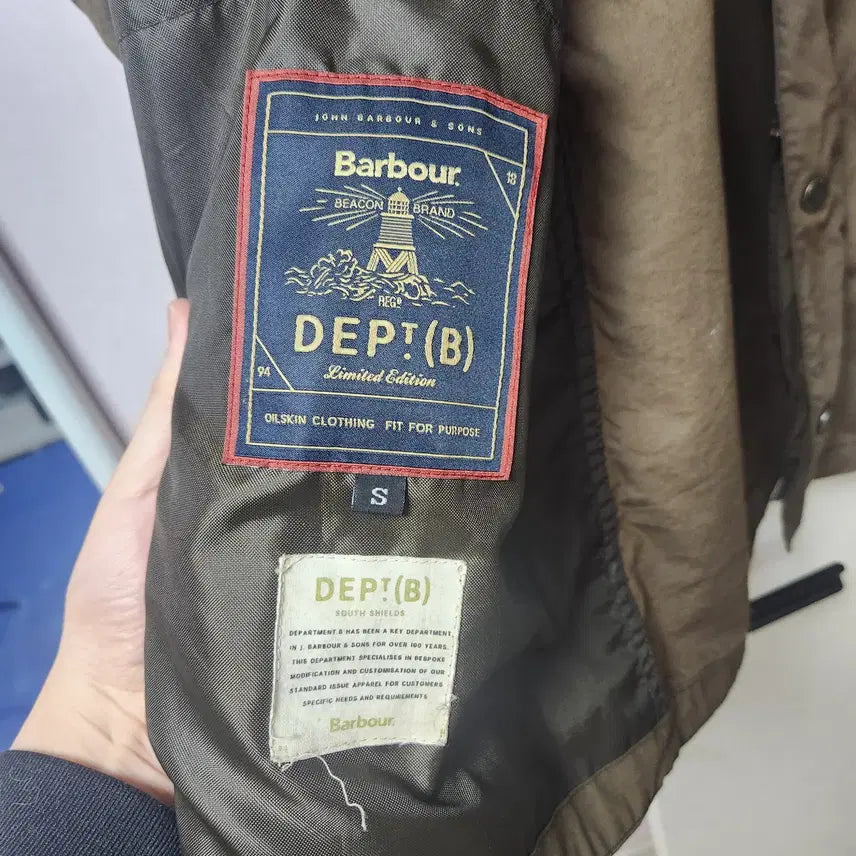 JOHN BARBOUR & SONS
Barbour.
18
BEACON BRAND
REGD
DEPT(B)
94
Limited Edition
OILSKIN CLOTHING FIT FOR PURPOSE
S
DEPT(B)
SOUTH SHIELDS
DEPARTMENT B HAS BEEN A KEY DEPARTMENT
IN J. BARBOUR & SONS FOR OVER 100 YEARS.
THIS DEPARTMENT SPECIALISES IN BESPOKE
MODIFICATION AND CUSTOMISATION OF OUR
STANDARD ISSUE APPAREL FOR CUSTOMERS
SPECIFIC NEEDS AND REQUIREMENTS
Barbour.